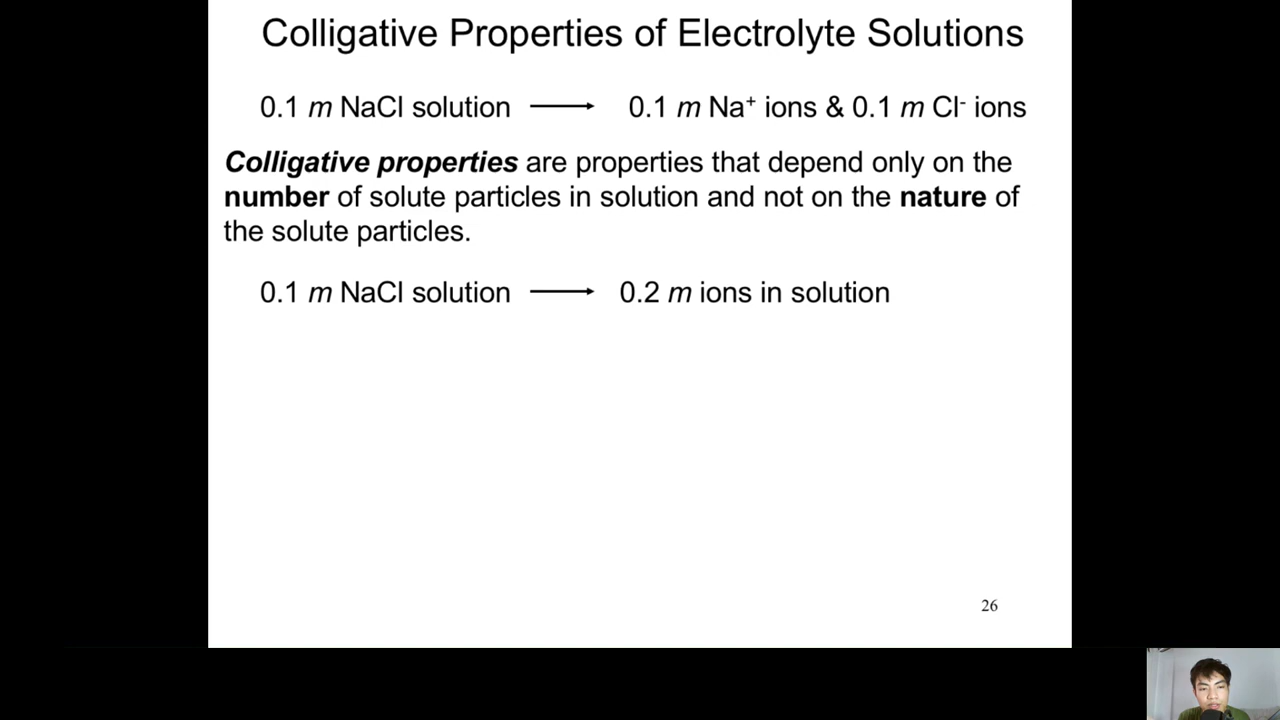 Colligative Properties of Electrolyte Solutions
0.1 m NaCl solution ⟶ 0.1 m Na⁺ ions & 0.1 m Cl⁻ ions
Colligative properties are properties that depend only on the
number of solute particles in solution and not on the nature of
the solute particles.
0.1 m NaCl solution ⟶ 0.2 m ions in solution
26